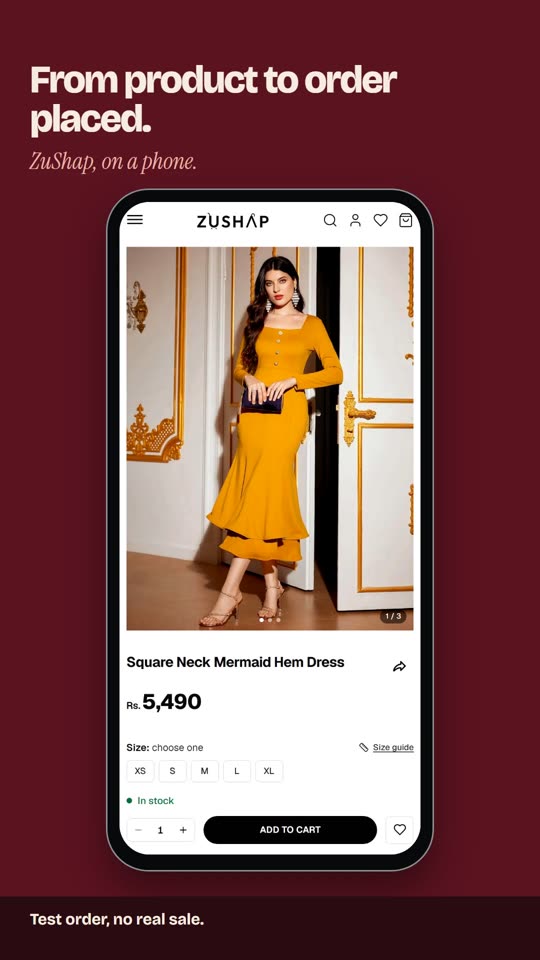 From product to order
placed.
ZuShap, on a phone.
ZUSHAP
1 / 3
Square Neck Mermaid Hem Dress
Rs. 5,490
Size: choose one
Size guide
XS S M L XL
In stock
− 1 +
ADD TO CART
Test order, no real sale.